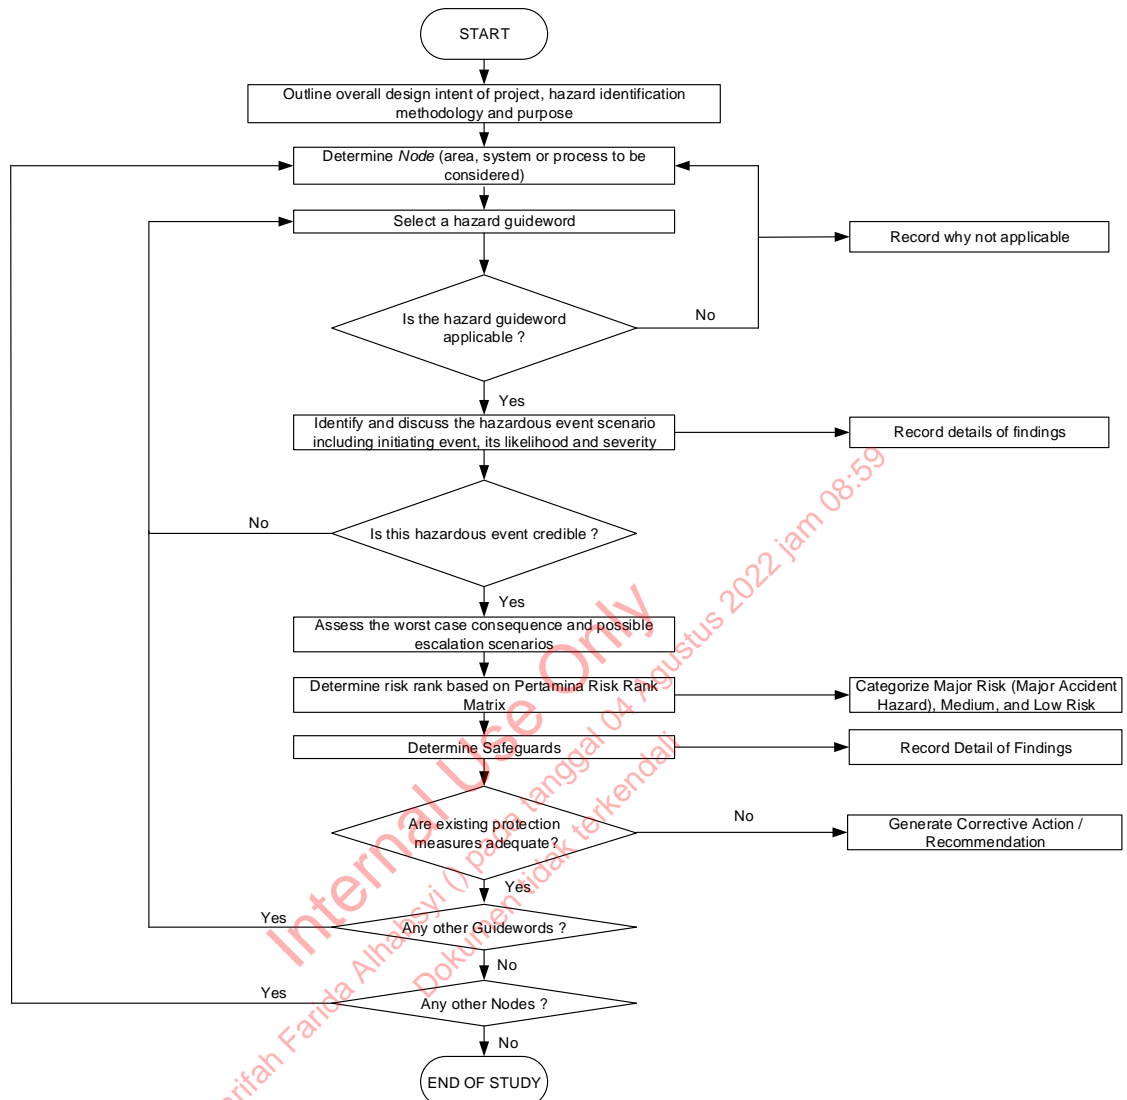 START
Outline overall design intent of project, hazard identification
methodology and purpose
Determine Node (area, system or process to be
considered)
Select a hazard guideword
Record why not applicable
Is the hazard guideword
applicable ?
No
Yes
Identify and discuss the hazardous event scenario
including initiating event, its likelihood and severity
Record details of findings
Is this hazardous event credible ?
No
Yes
Assess the worst case consequence and possible
escalation scenarios
Determine risk rank based on Pertamina Risk Rank
Matrix
Categorize Major Risk (Major Accident
Hazard), Medium, and Low Risk
Determine Safeguards
Record Detail of Findings
Are existing protection
measures adequate?
No
Generate Corrective Action /
Recommendation
Yes
Any other Guidewords ?
Yes
No
Any other Nodes ?
Yes
No
END OF STUDY
Internal Use Only
Farida Alhabsyi () pada tanggal 04 Agustus 2022 jam 08:59
Dokumen tidak terkendali